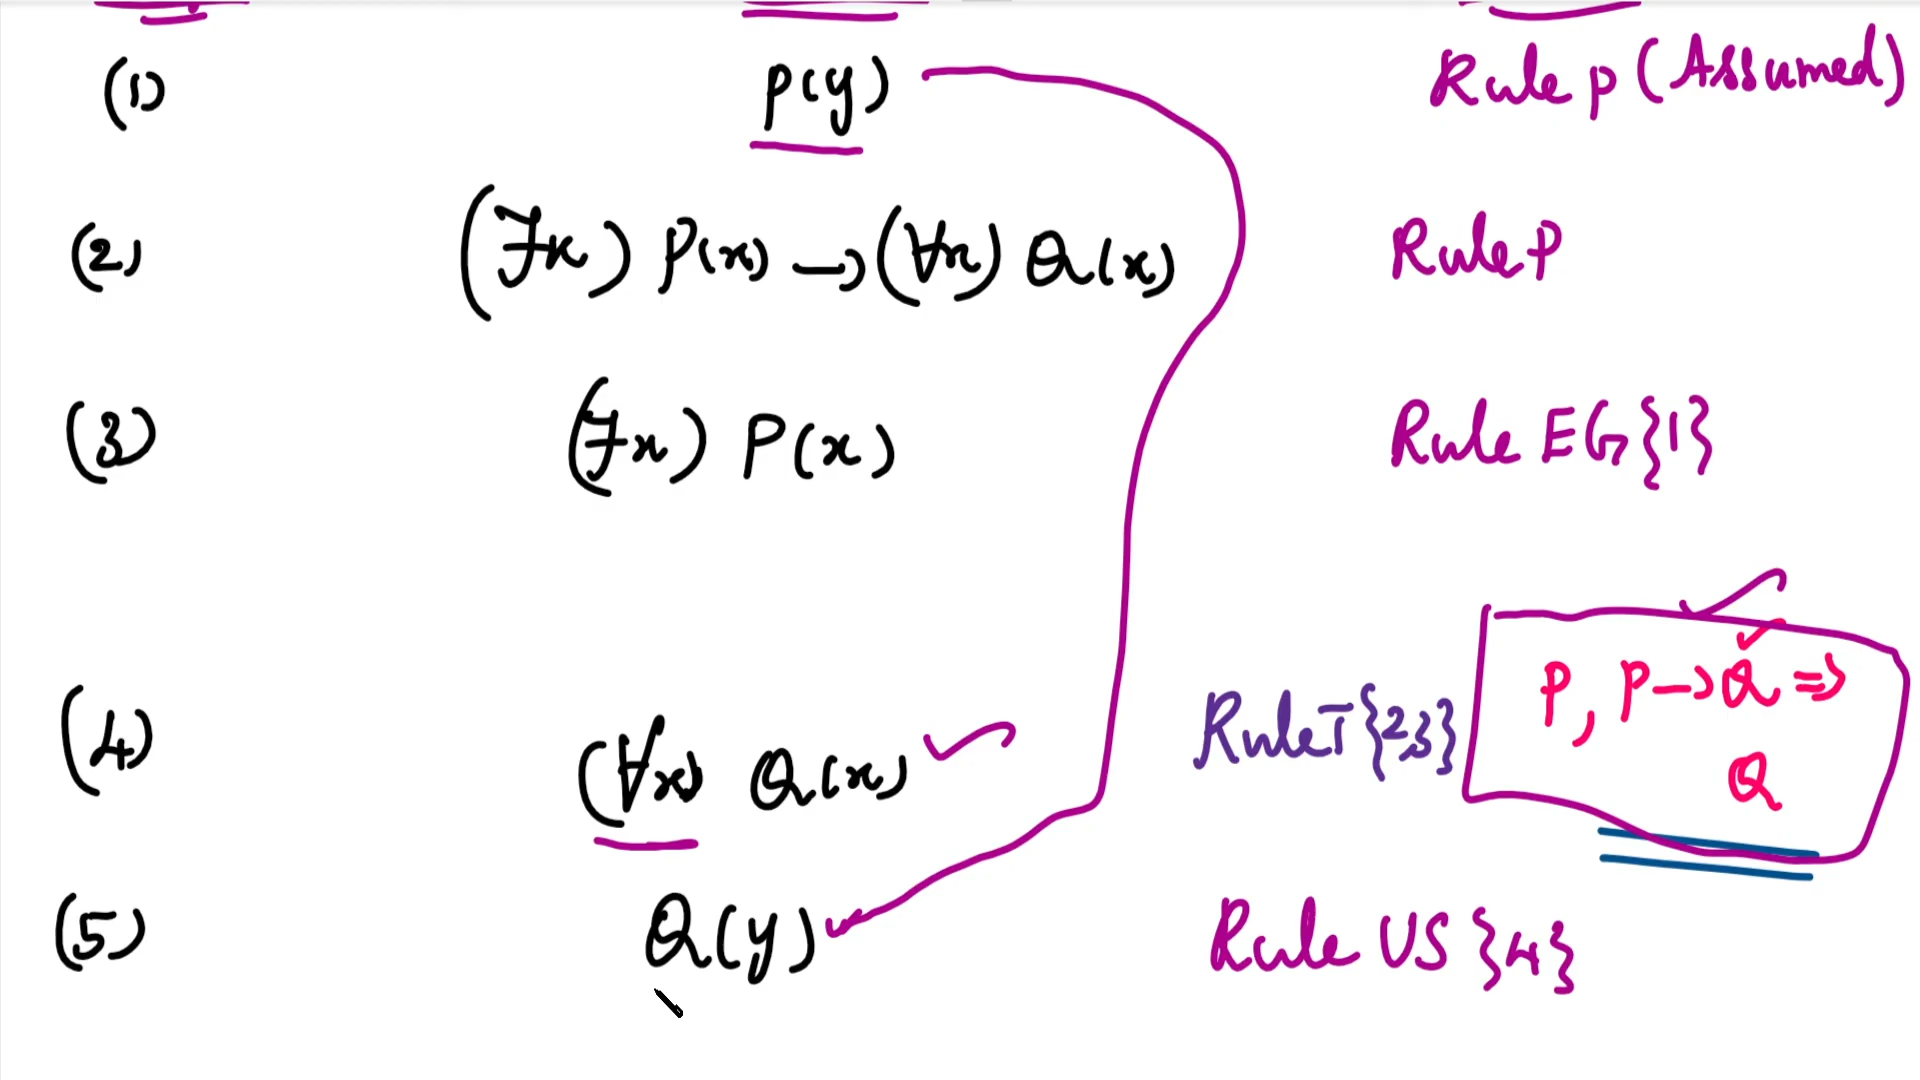 (1) P(y) Rule P (Assumed)
(2) (∃x) P(x) → (∀x) Q(x) Rule P
(3) (∃x) P(x) Rule EG {1}
(4) (∀x) Q(x) Rule T {2,3} P, P → Q ⇒
Q
(5) Q(y) Rule US {4}